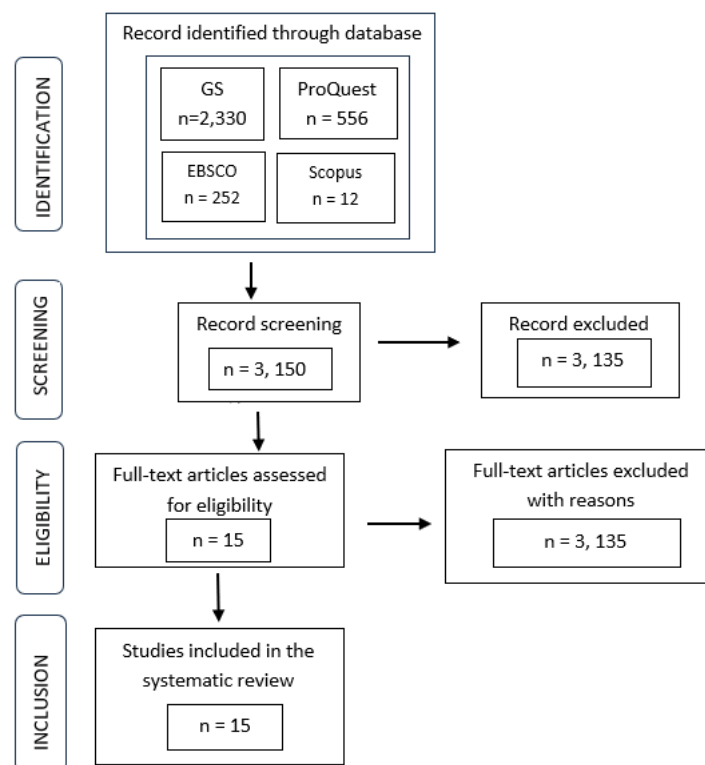 IDENTIFICATION
Record identified through database
GS
n=2,330
ProQuest
n = 556
EBSCO
n = 252
Scopus
n = 12
SCREENING
Record screening
n = 3, 150
Record excluded
n = 3, 135
ELIGIBILITY
Full-text articles assessed
for eligibility
n = 15
Full-text articles excluded
with reasons
n = 3, 135
INCLUSION
Studies included in the
systematic review
n = 15